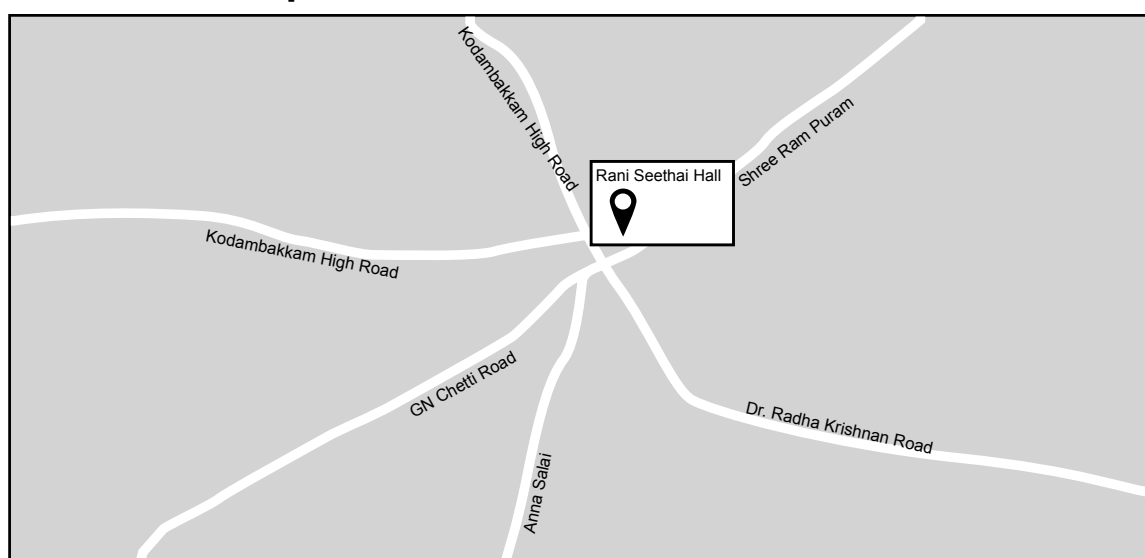 Kodambakkam High Road
Shree Ram Puram
Rani Seethai Hall
Kodambakkam High Road
GN Chetti Road
Dr. Radha Krishnan Road
Anna Salai